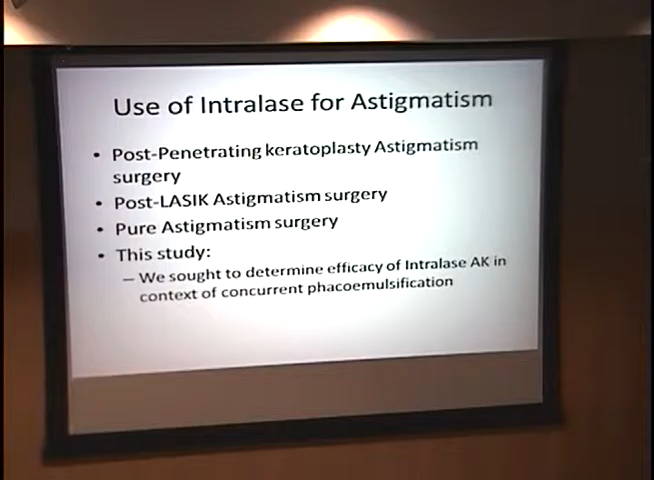 Use of Intralase for Astigmatism
• Post-Penetrating keratoplasty Astigmatism
surgery
• Post-LASIK Astigmatism surgery
• Pure Astigmatism surgery
• This study:
– We sought to determine efficacy of Intralase AK in
context of concurrent phacoemulsification